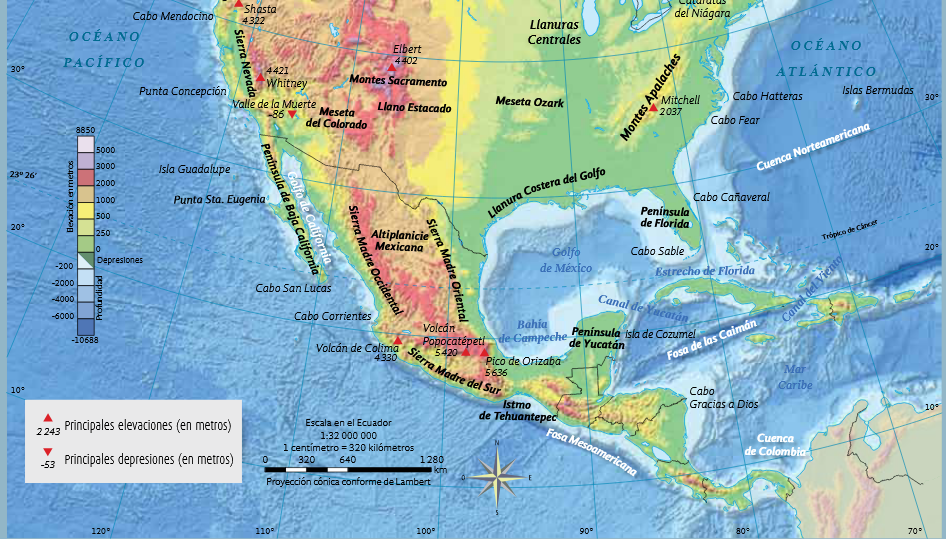 Cabo Mendocino
Shasta
4322
OCÉANO
PACÍFICO
Sierra Nevada
Elbert
4402
4421
Whitney
Montes Sacramento
Punta Concepción
Valle de la Muerte
-86
Meseta
del Colorado
Llano Estacado
Llanuras
Centrales
Cataratas
del Niágara
Meseta Ozark
Montes Apalaches
Mitchell
2037
OCÉANO
ATLÁNTICO
Islas Bermudas
Cabo Hatteras
Cabo Fear
Cuenca Norteamericana
30°
30°
23° 26'
20°
20°
10°
10°
8850
5000
3000
2000
1000
500
250
0
Depresiones
-200
-2000
-4000
-6000
-10688
Elevación en metros
Profundidad
Isla Guadalupe
Punta Sta. Eugenia
Península de Baja California
Golfo de California
Cabo San Lucas
Cabo Corrientes
Sierra Madre Occidental
Altiplanicie
Mexicana
Sierra Madre Oriental
Llanura Costera del Golfo
Península
de Florida
Cabo Cañaveral
Cabo Sable
Trópico de Cáncer
Golfo
de México
Estrecho de Florida
Canal de Yucatán
Canal del Viento
Bahía
de Campeche
Península
de Yucatán
Isla de Cozumel
Fosa de las Caimán
Volcán
Popocatépetl
5420
Volcán de Colima
4330
Pico de Orizaba
5636
Sierra Madre del Sur
Istmo
de Tehuantepec
Fosa Mesoamericana
Mar
Caribe
Cabo
Gracias a Dios
Cuenca
de Colombia
2 243
Principales elevaciones (en metros)
-53
Principales depresiones (en metros)
Escala en el Ecuador
1:32 000 000
1 centímetro = 320 kilómetros
0 -320 640 1 280
km
Proyección cónica conforme de Lambert
N
O
E
S
120°
110°
100°
90°
80°
70°